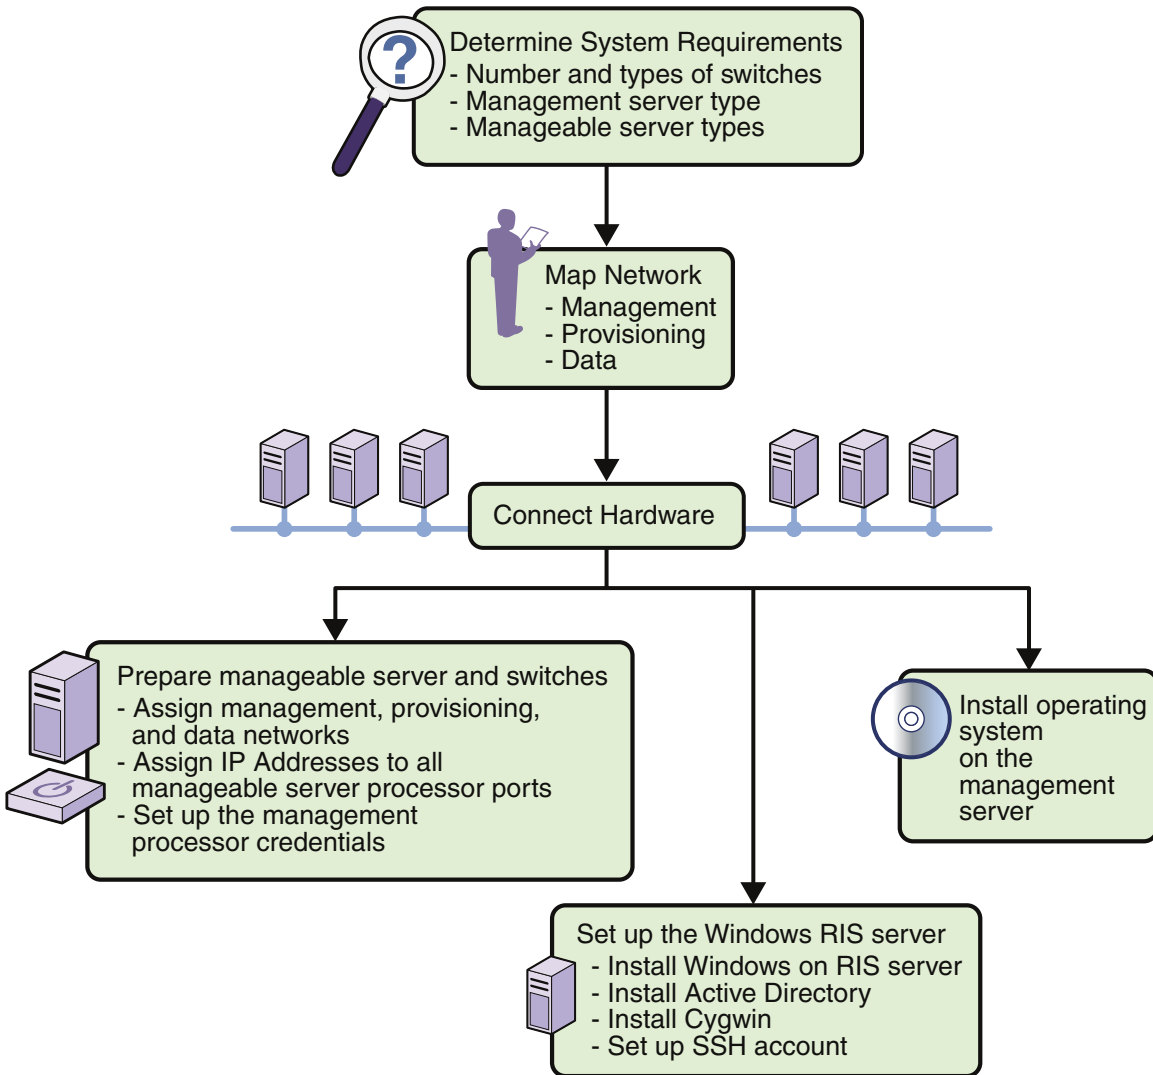 ?
Determine System Requirements
- Number and types of switches
- Management server type
- Manageable server types
Map Network
- Management
- Provisioning
- Data
Connect Hardware
Prepare manageable server and switches
- Assign management, provisioning,
and data networks
- Assign IP Addresses to all
manageable server processor ports
- Set up the management
processor credentials
Install operating
system
on the
management
server
Set up the Windows RIS server
- Install Windows on RIS server
- Install Active Directory
- Install Cygwin
- Set up SSH account